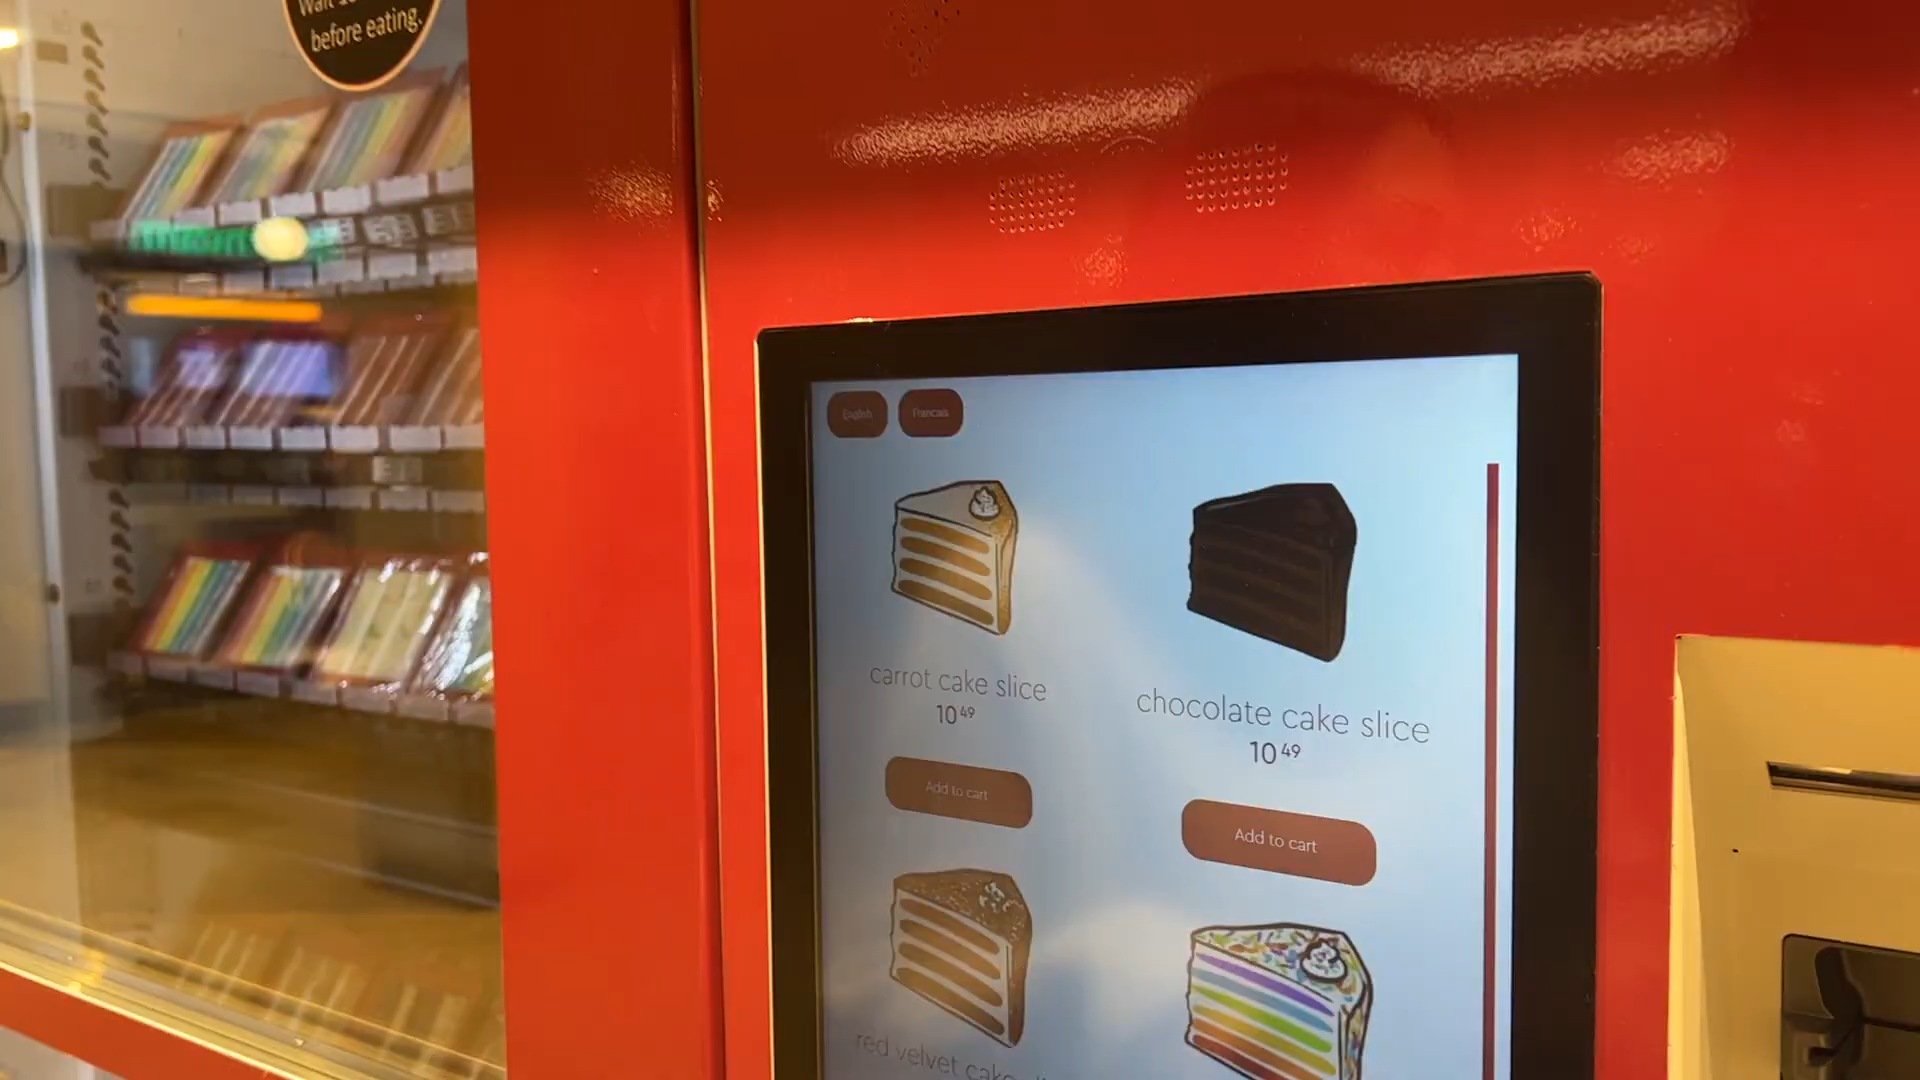 before eating.
English
Francais
carrot cake slice
10 49
Add to cart
chocolate cake slice
10 49
Add to cart
red velvet cake